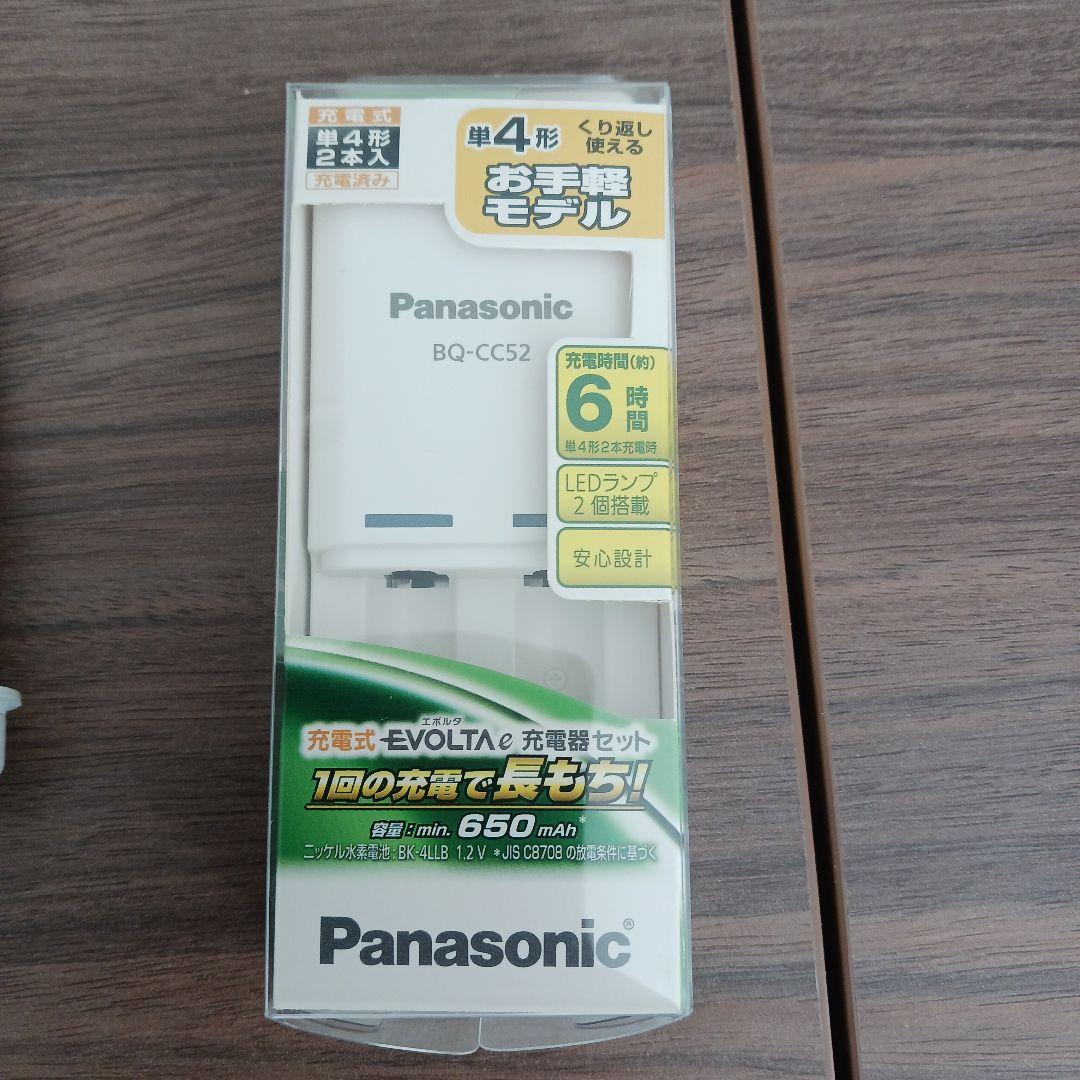 充電式
単4形
2本入
充電済み
単4形
くり返し
使える
お手軽
モデル
Panasonic
BQ-CC52
充電時間(約)
6時間
単4形2本充電時
LEDランプ
2個搭載
安心設計
エボルタ
充電式 EVOLTA e 充電器セット
1回の充電で長もち!
容量:min. 650 mAh*
ニッケル水素電池:BK-4LLB 1.2V *JIS C8708の放電条件に基づく
Panasonic®